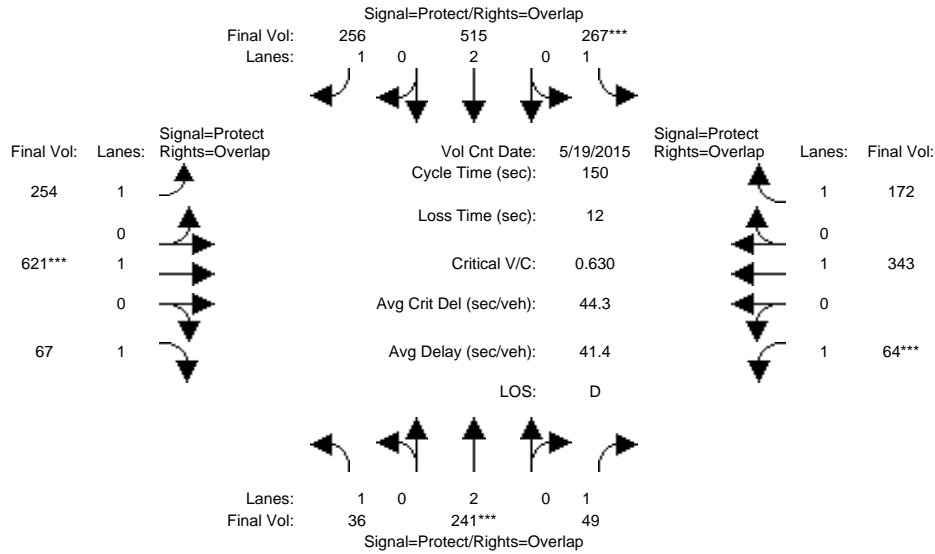 Signal=Protect/Rights=Overlap
Final Vol: 256 515 267***
Lanes: 1 0 2 0 1
Signal=Protect
Final Vol: Lanes: Rights=Overlap
Vol Cnt Date: 5/19/2015
Signal=Protect
Rights=Overlap Lanes: Final Vol:
Cycle Time (sec): 150
254 1
1 172
Loss Time (sec): 12
0
0
621*** 1
Critical V/C: 0.630
1 343
0
Avg Crit Del (sec/veh): 44.3
0
67 1
Avg Delay (sec/veh): 41.4
1 64***
LOS: D
Lanes: 1 0 2 0 1
Final Vol: 36 241*** 49
Signal=Protect/Rights=Overlap